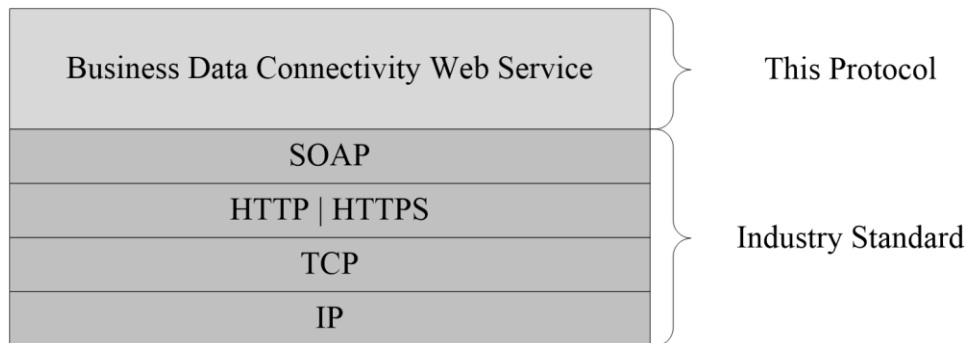 Business Data Connectivity Web Service
This Protocol
SOAP
HTTP | HTTPS
TCP
IP
Industry Standard